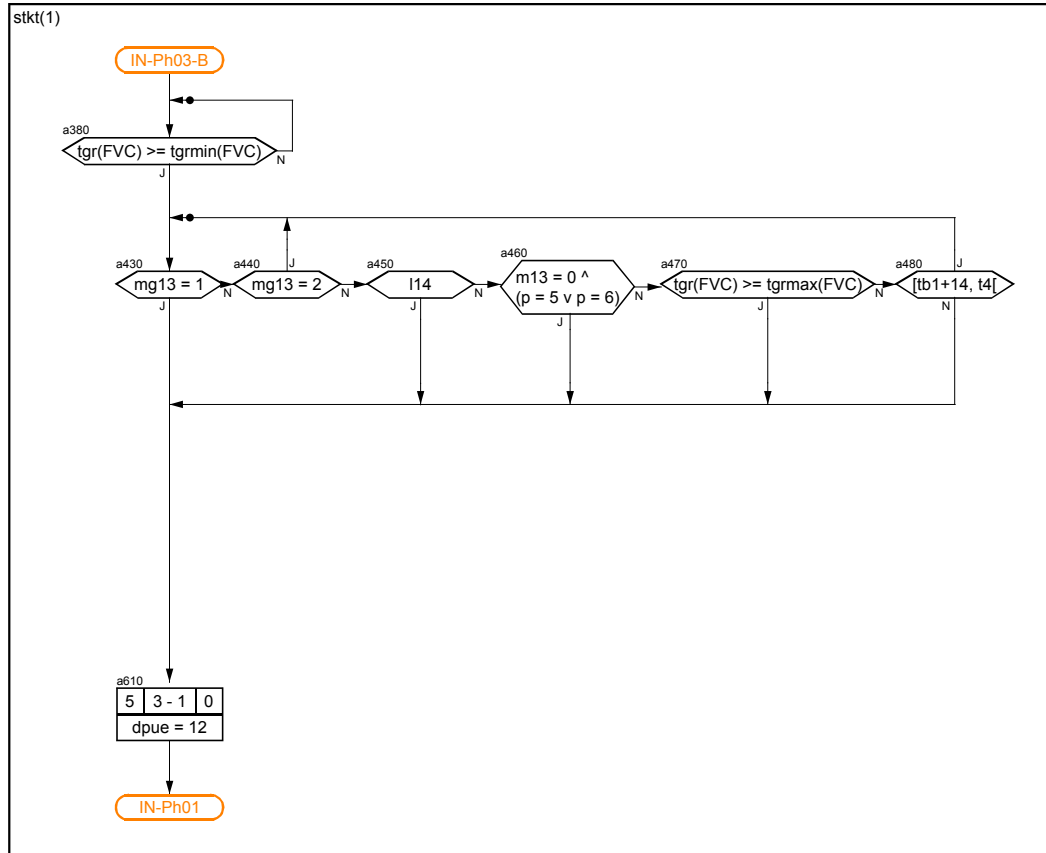 stkt(1)
IN-Ph03-B
a380
tgr(FVC) >= tgrmin(FVC)
N
J
a430
mg13 = 1
N
J
a440
mg13 = 2
J
N
a450
l14
N
J
a460
m13 = 0 ^
(p = 5 v p = 6)
N
J
a470
tgr(FVC) >= tgrmax(FVC)
N
J
a480
[tb1+14, t4[
J
N
a610
5 3 - 1 0
dpue = 12
IN-Ph01